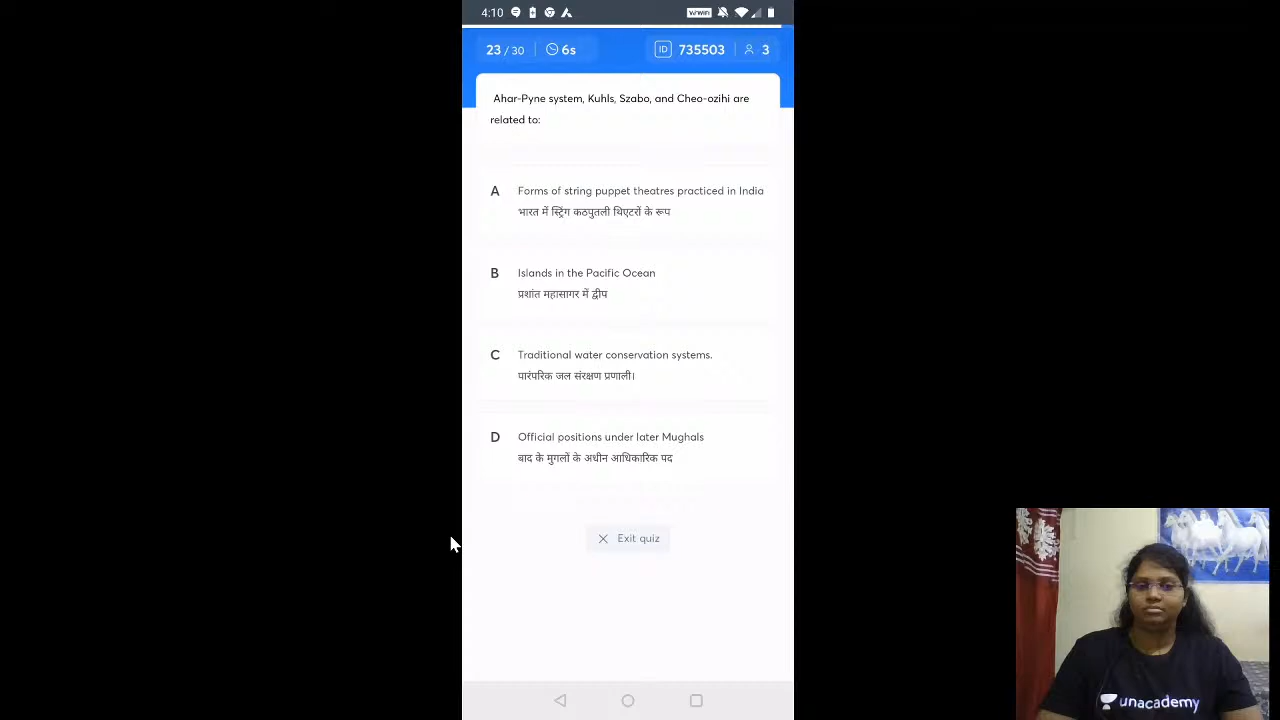 4:10
VoWiFi
23 / 30
6s
ID 735503
3
Ahar-Pyne system, Kuhls, Szabo, and Cheo-ozihi are
related to:
A Forms of string puppet theatres practiced in India
भारत में स्ट्रिंग कठपुतली थिएटरों के रूप
B Islands in the Pacific Ocean
प्रशांत महासागर में द्वीप
C Traditional water conservation systems.
पारंपरिक जल संरक्षण प्रणाली।
D Official positions under later Mughals
बाद के मुगलों के अधीन आधिकारिक पद
Exit quiz
unacademy